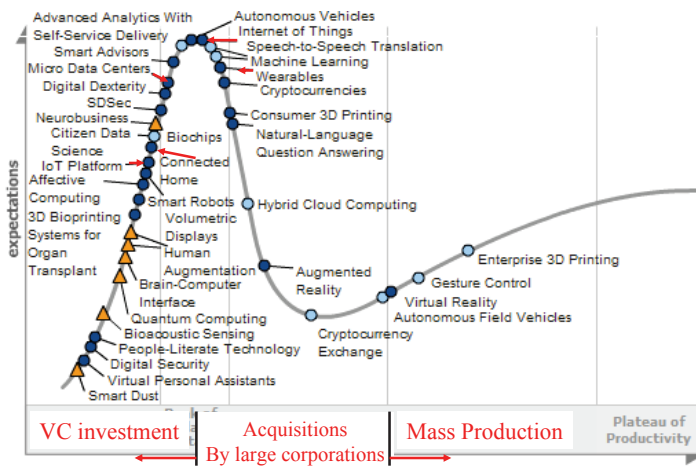 Advanced Analytics With
Self-Service Delivery
Autonomous Vehicles
Internet of Things
Speech-to-Speech Translation
Smart Advisors
Machine Learning
Micro Data Centers
Wearables
Digital Dexterity
Cryptocurrencies
SDSec
Neurobusiness
Consumer 3D Printing
Citizen Data
Science
Biochips
Natural-Language
Question Answering
IoT Platform
Connected
Home
Affective
Computing
Smart Robots
3D Bioprinting
Systems for
Organ
Transplant
Volumetric
Displays
Hybrid Cloud Computing
Human
Augmentation
Brain-Computer
Interface
Augmented
Reality
Enterprise 3D Printing
Gesture Control
Virtual Reality
Autonomous Field Vehicles
Quantum Computing
Cryptocurrency
Exchange
Bioacoustic Sensing
People-Literate Technology
Digital Security
Virtual Personal Assistants
Smart Dust
expectations
VC investment
Acquisitions
By large corporations
Mass Production
Plateau of
Productivity